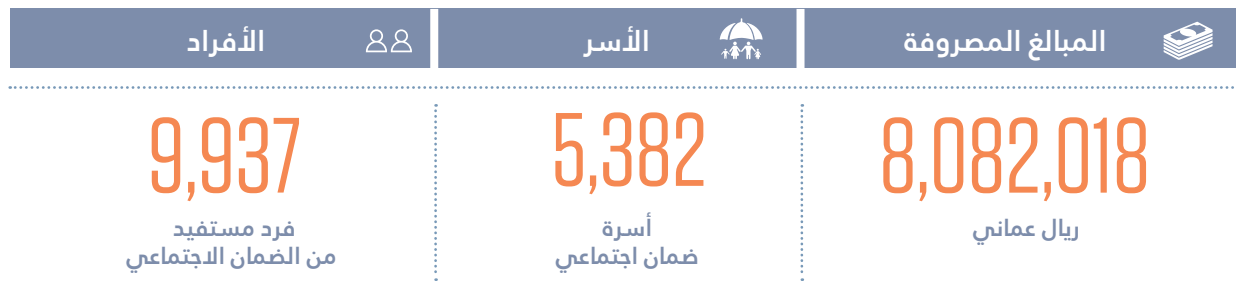 المبالغ المصروفة
الأسر
الأفراد
8,082,018
ريال عماني
5,382
أسرة
ضمان اجتماعي
9,937
فرد مستفيد
من الضمان الاجتماعي